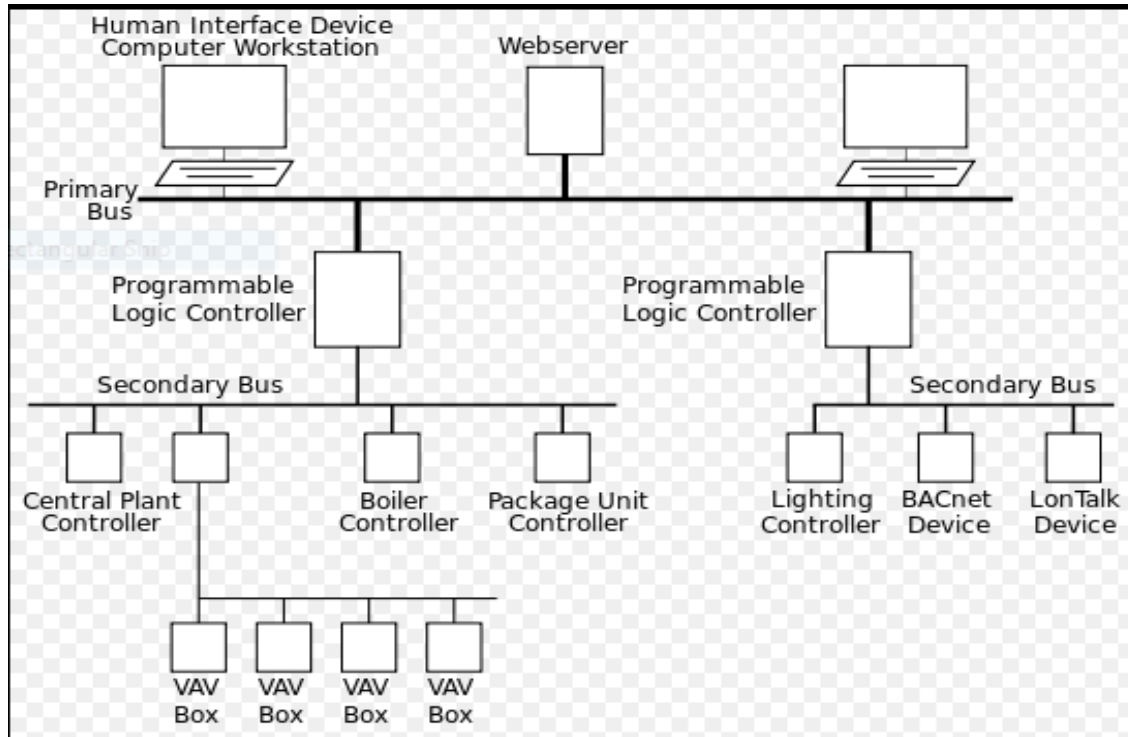 Human Interface Device
Computer Workstation
Webserver
Primary
Bus
ectangular Snip
Programmable
Logic Controller
Programmable
Logic Controller
Secondary Bus
Secondary Bus
Central Plant
Controller
Boiler
Controller
Package Unit
Controller
Lighting
Controller
BACnet
Device
LonTalk
Device
VAV
Box
VAV
Box
VAV
Box
VAV
Box